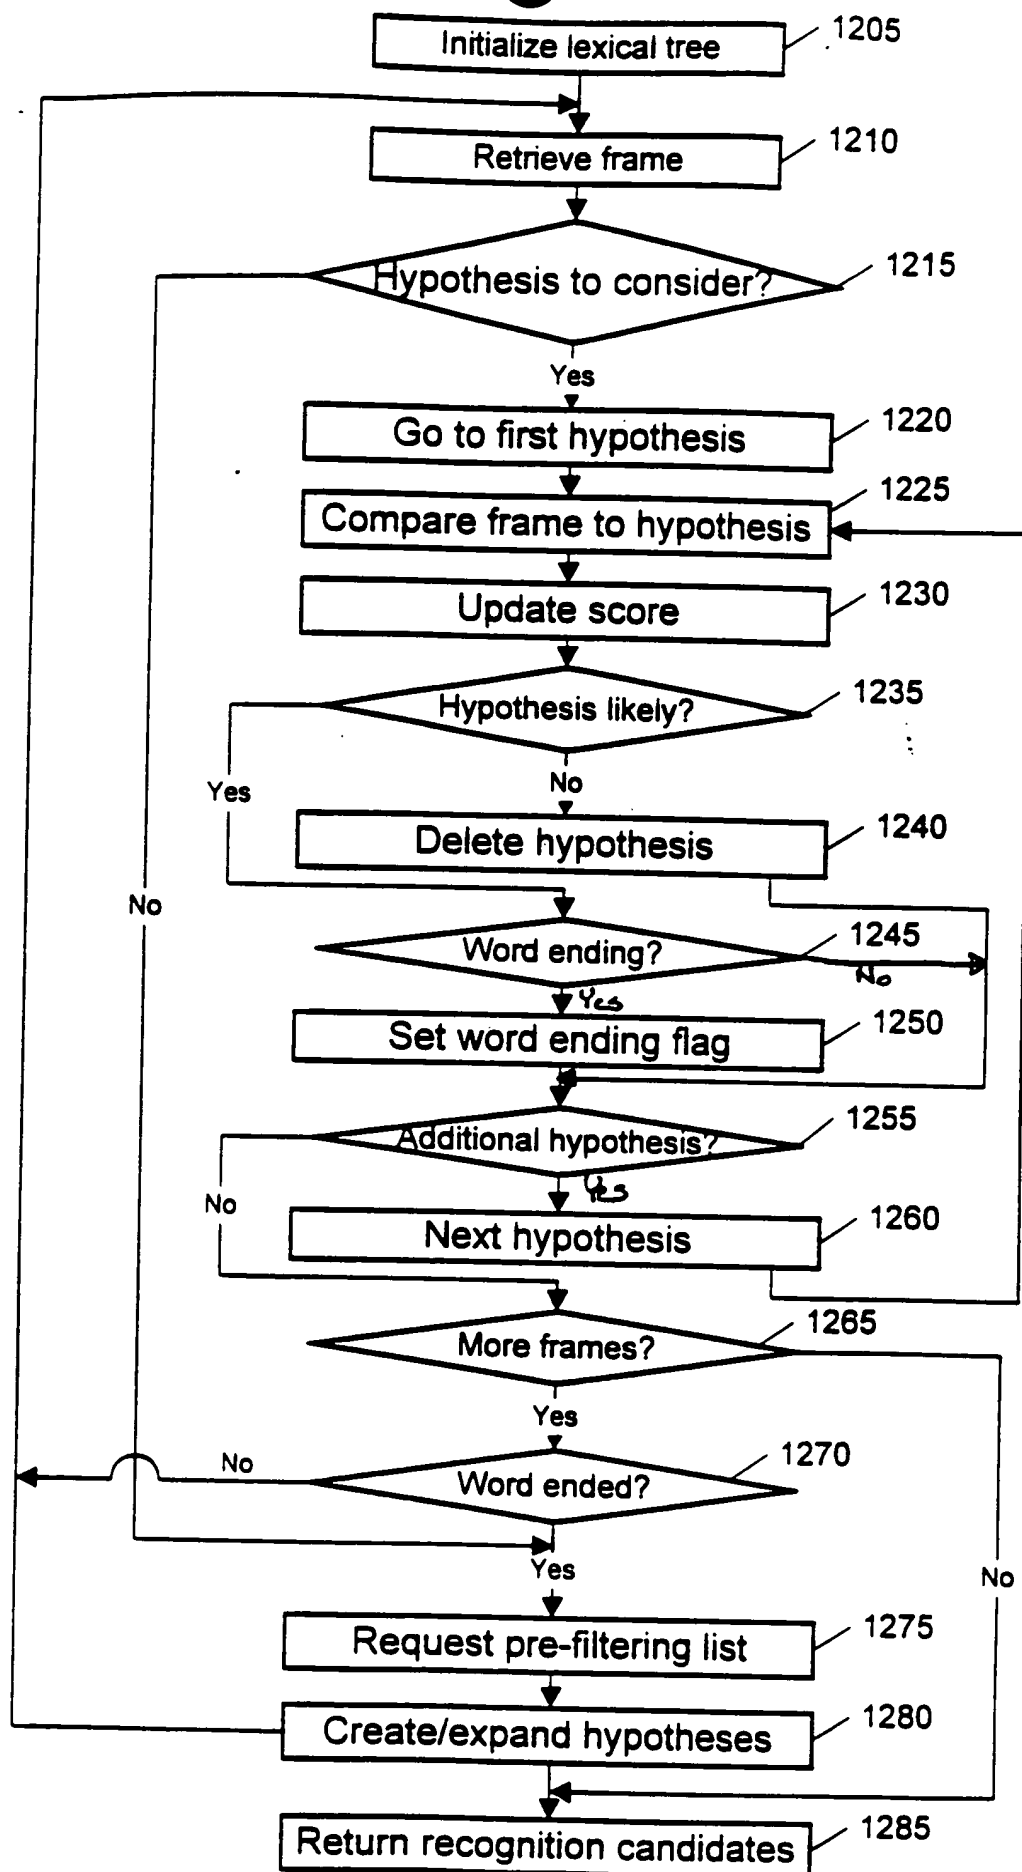 Initialize lexical tree 1205
Retrieve frame 1210
Hypothesis to consider? 1215
Yes
Go to first hypothesis 1220
Compare frame to hypothesis 1225
Update score 1230
Hypothesis likely? 1235
Yes
No
Delete hypothesis 1240
No
Word ending? 1245
No
Yes
Set word ending flag 1250
Additional hypothesis? 1255
No
Yes
Next hypothesis 1260
More frames? 1265
Yes
No
Word ended? 1270
Yes
No
Request pre-filtering list 1275
Create/expand hypotheses 1280
Return recognition candidates 1285